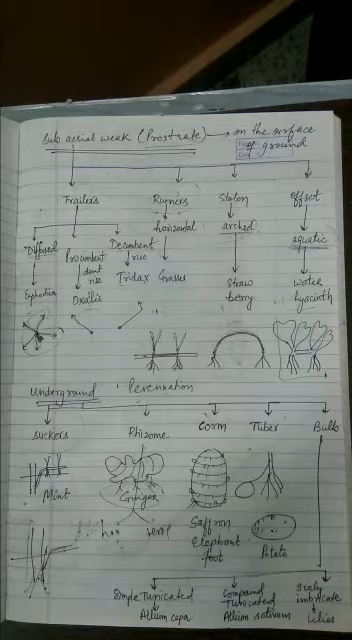 Sub aerial weak (Prostrate) → on the surface
of ground
Trailers Runners Stolon offset
Diffused Procumbent Decumbent horizontal arched aquatic
dont rise rise
Euphorbia Oxalis Tridax Grasses Straw berry water hyacinth
Underground Perennation
suckers Rhizome Corm Tuber Bulb
Mint Ginger Saffron
Elephant
foot
Potato
Simple Tunicated Compound Tunicated Scaly imbricate
Allium cepa Allium sativum Lilies